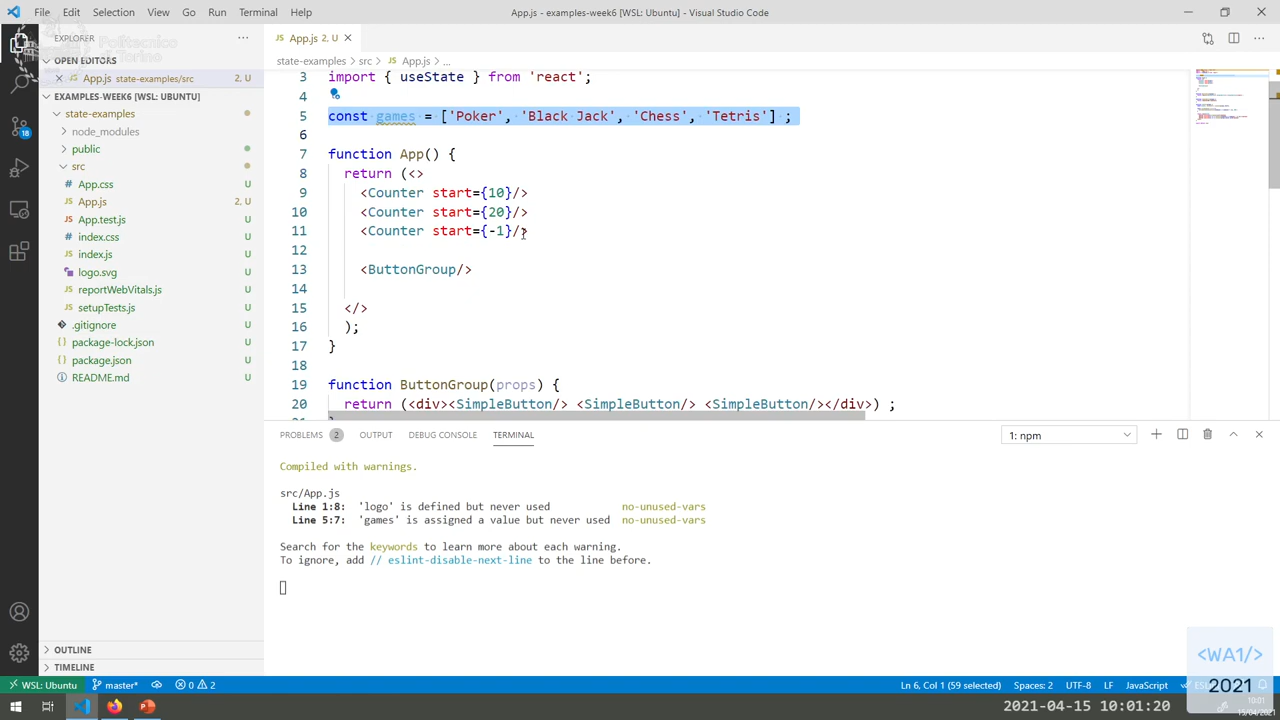 File Edit Selection View Go Run Terminal Help
App.js - examples-week6 [WSL: Ubuntu] - Visual Studio Code
EXPLORER
Politecnico
di Torino
OPEN EDITORS
App.js state-examples/src 2, U
EXAMPLES-WEEK6 [WSL: UBUNTU]
state-examples
node_modules
public
src
App.css U
App.js 2, U
App.test.js U
index.css U
index.js U
logo.svg U
reportWebVitals.js U
setupTests.js U
.gitignore U
package-lock.json U
package.json U
README.md U
OUTLINE
TIMELINE
18
App.js 2, U
state-examples > src > App.js > ...
3 import { useState } from 'react';
4
5 const games = ['Poker', 'Black Jack', 'Chess', 'Tetris'] ;
6
7 function App() {
8 return (<>
9 <Counter start={10}/>
10 <Counter start={20}/>
11 <Counter start={-1}/>
12
13 <ButtonGroup/>
14
15 </>
16 );
17 }
18
19 function ButtonGroup(props) {
20 return (<div><SimpleButton/> <SimpleButton/> <SimpleButton/></div>) ;
PROBLEMS 2 OUTPUT DEBUG CONSOLE TERMINAL
1: npm
Compiled with warnings.
src/App.js
Line 1:8: 'logo' is defined but never used no-unused-vars
Line 5:7: 'games' is assigned a value but never used no-unused-vars
Search for the keywords to learn more about each warning.
To ignore, add // eslint-disable-next-line to the line before.
<WA1/>
2021
WSL: Ubuntu master* 0 2
Ln 6, Col 1 (59 selected) Spaces: 2 UTF-8 LF JavaScript
2021-04-15 10:01:20
10:01
15/04/2021